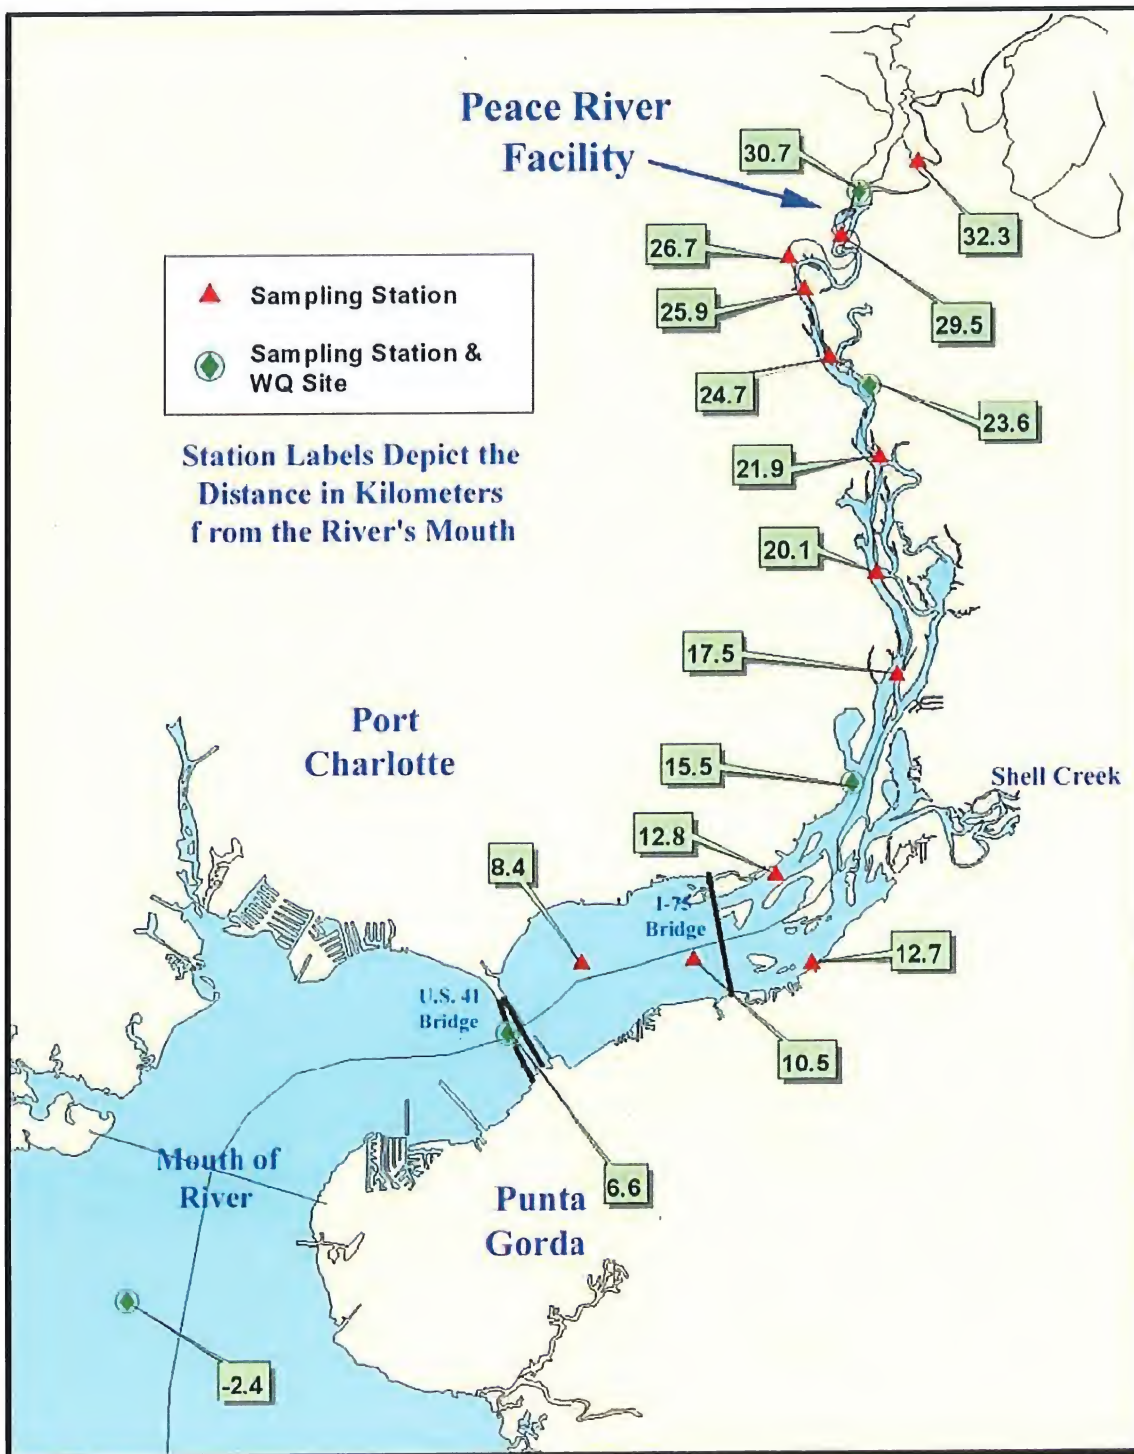 Peace River
Facility
30.7
32.3
26.7
25.9
29.5
Sampling Station
Sampling Station &
WQ Site
24.7
23.6
Station Labels Depict the
Distance in Kilometers
f rom the River's Mouth
21.9
20.1
17.5
Port
Charlotte
15.5
Shell Creek
12.8
8.4
I-75
Bridge
12.7
U.S. 41
Bridge
10.5
Mouth of
River
6.6
Punta
Gorda
-2.4